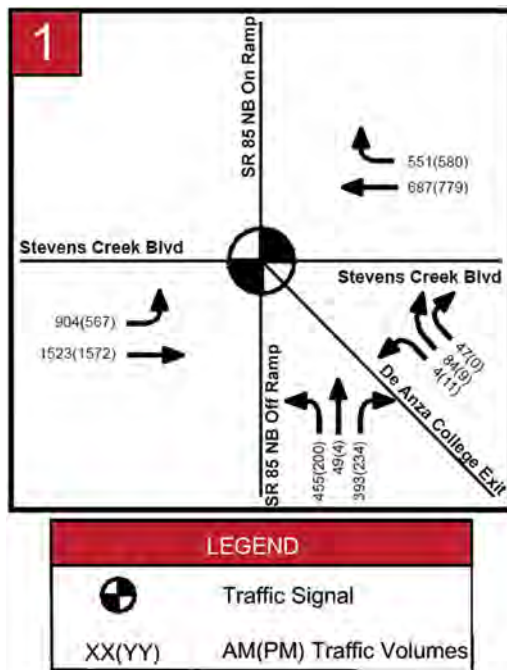 1
SR 85 NB On Ramp
551(580)
687(779)
Stevens Creek Blvd
Stevens Creek Blvd
904(567)
1523(1572)
47(0)
84(9)
4(11)
De Anza College Exit
SR 85 NB Off Ramp
455(200)
49(4)
393(234)
LEGEND
Traffic Signal
XX(YY) AM(PM) Traffic Volumes